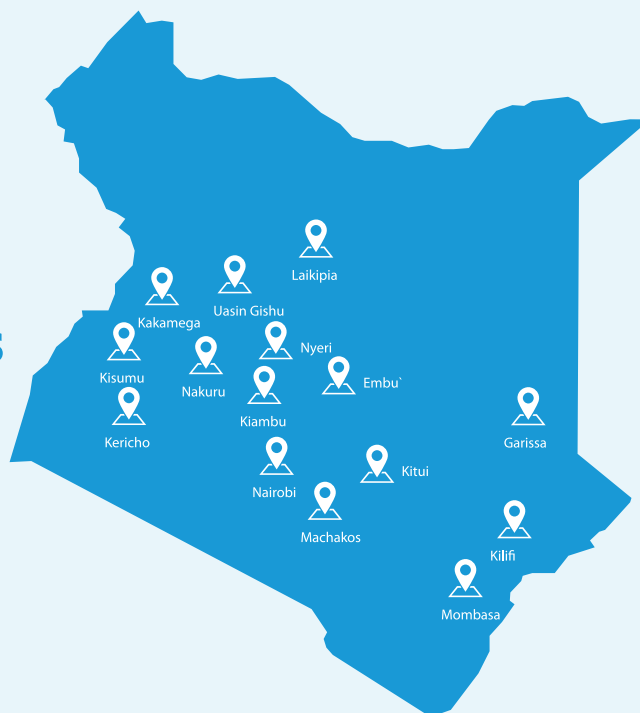 Laikipia
Uasin Gishu
Kakamega
Nyeri
Kisumu
Nakuru
Embu`
Kiambu
Kericho
Garissa
Nairobi
Kitui
Machakos
Kilifi
Mombasa